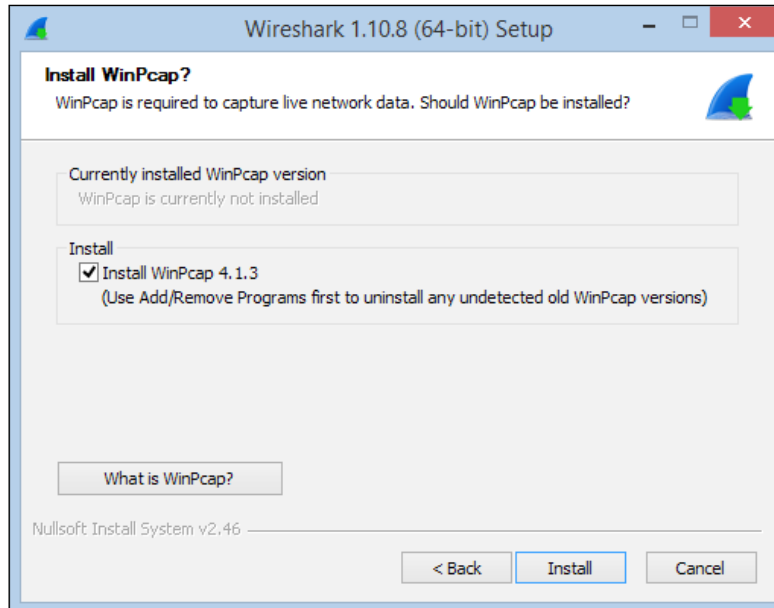 Wireshark 1.10.8 (64-bit) Setup
Install WinPcap?
WinPcap is required to capture live network data. Should WinPcap be installed?
Currently installed WinPcap version
WinPcap is currently not installed
Install
Install WinPcap 4.1.3
(Use Add/Remove Programs first to uninstall any undetected old WinPcap versions)
What is WinPcap?
Nullsoft Install System v2.46
< Back Install Cancel